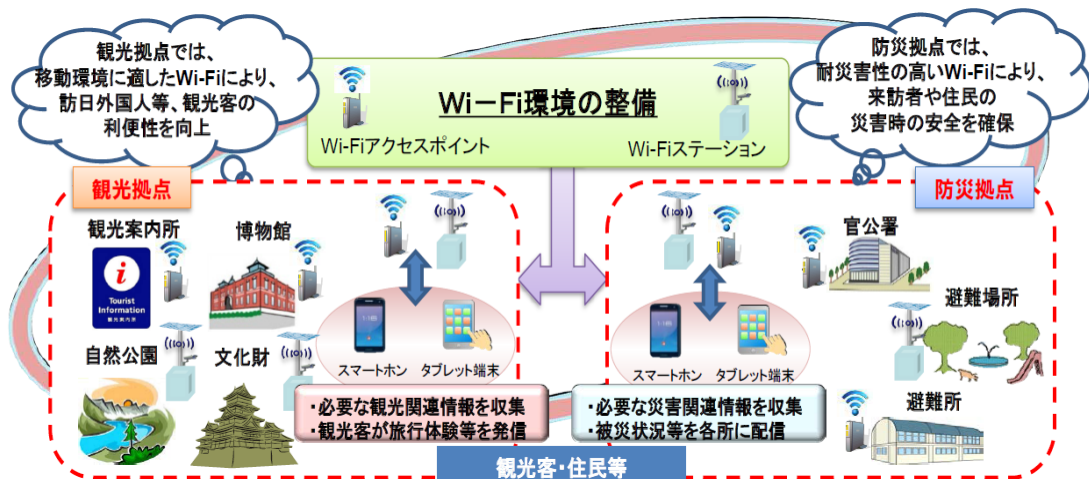 観光拠点では、
移動環境に適したWi-Fiにより、
訪日外国人等、観光客の
利便性を向上
防災拠点では、
耐災害性の高いWi-Fiにより、
来訪者や住民の
災害時の安全を確保
Wi－Fi環境の整備
Wi-Fiアクセスポイント
Wi-Fiステーション
観光拠点
観光案内所
博物館
i
Tourist
Information
観光案内所
自然公園
文化財
スマートホン
タブレット端末
・必要な観光関連情報を収集
・観光客が旅行体験等を発信
防災拠点
官公署
避難場所
避難所
スマートホン
タブレット端末
・必要な災害関連情報を収集
・被災状況等を各所に配信
観光客・住民等